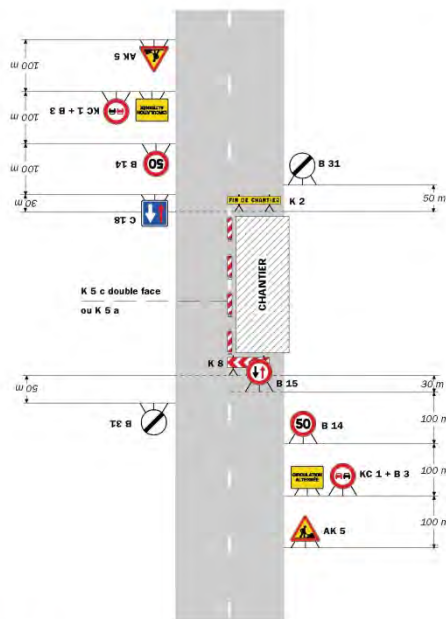 AK 5
100 m
CIRCULATION
ALTERNÉE
KC 1 + B 3
100 m
50
B 14
100 m
C 18
30 m
B 31
50 m
FIN DE CHANTIER
K 2
K 5 c double face
ou K 5 a
CHANTIER
K 8
B 15
50 m
B 31
30 m
50
B 14
100 m
CIRCULATION
ALTERNÉE
KC 1 + B 3
100 m
AK 5
100 m